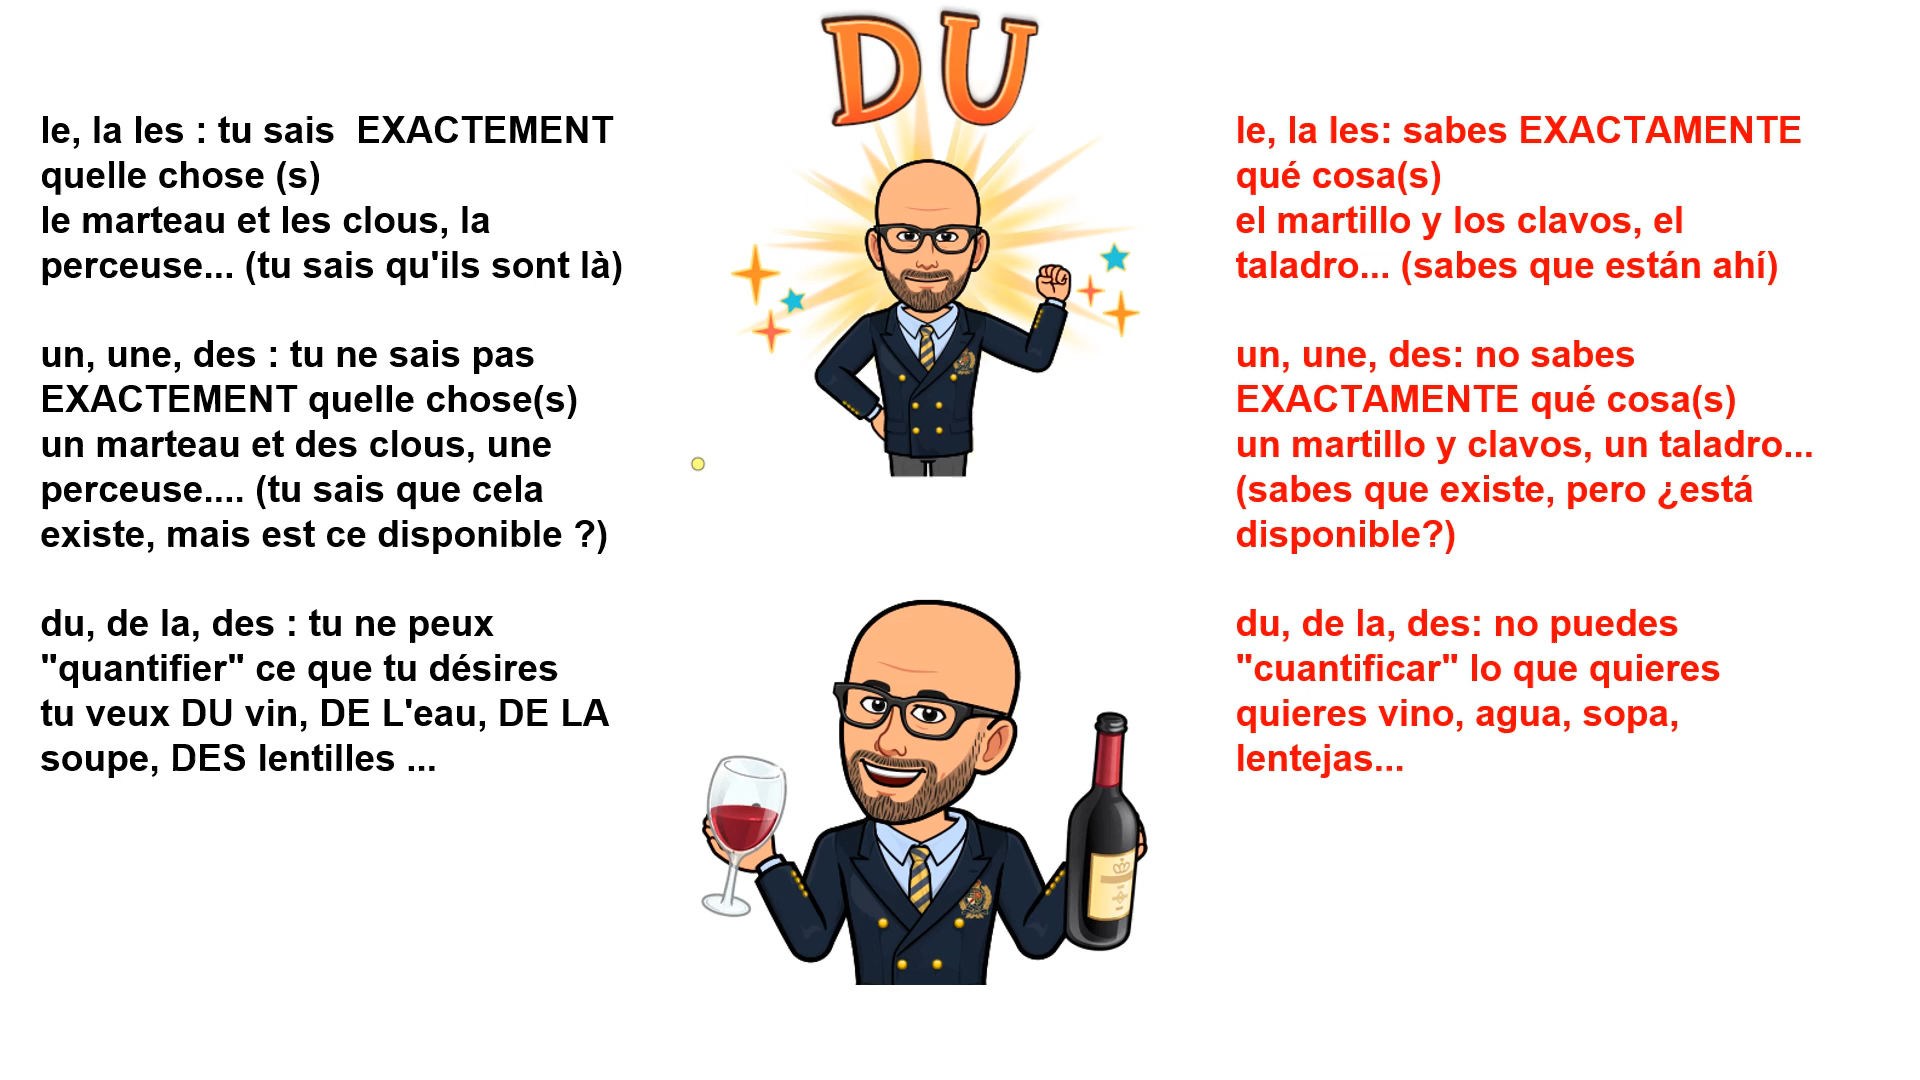 DU
le, la les : tu sais  EXACTEMENT
quelle chose (s)
le marteau et les clous, la
perceuse... (tu sais qu'ils sont là)
un, une, des : tu ne sais pas
EXACTEMENT quelle chose(s)
un marteau et des clous, une
perceuse.... (tu sais que cela
existe, mais est ce disponible ?)
du, de la, des : tu ne peux
"quantifier" ce que tu désires
tu veux DU vin, DE L'eau, DE LA
soupe, DES lentilles ...
le, la les: sabes EXACTAMENTE
qué cosa(s)
el martillo y los clavos, el
taladro... (sabes que están ahí)
un, une, des: no sabes
EXACTAMENTE qué cosa(s)
un martillo y clavos, un taladro...
(sabes que existe, pero ¿está
disponible?)
du, de la, des: no puedes
"cuantificar" lo que quieres
quieres vino, agua, sopa,
lentejas...